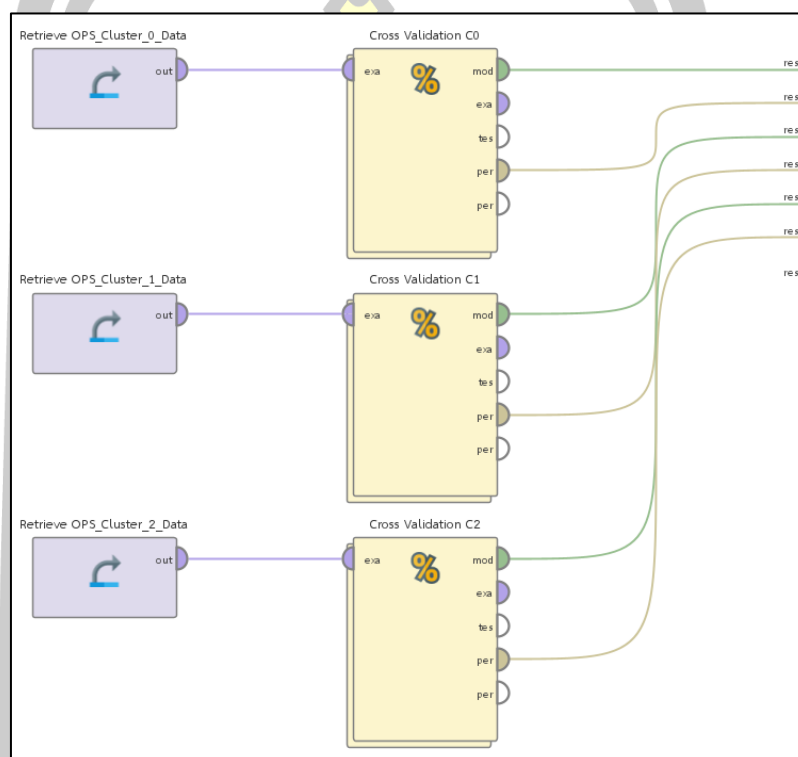 Retrieve OPS_Cluster_0_Data
out
Cross Validation C0
exa
%
mod
exa
tes
per
per
Retrieve OPS_Cluster_1_Data
out
Cross Validation C1
exa
%
mod
exa
tes
per
per
Retrieve OPS_Cluster_2_Data
out
Cross Validation C2
exa
%
mod
exa
tes
per
per
res
res
res
res
res
res
res